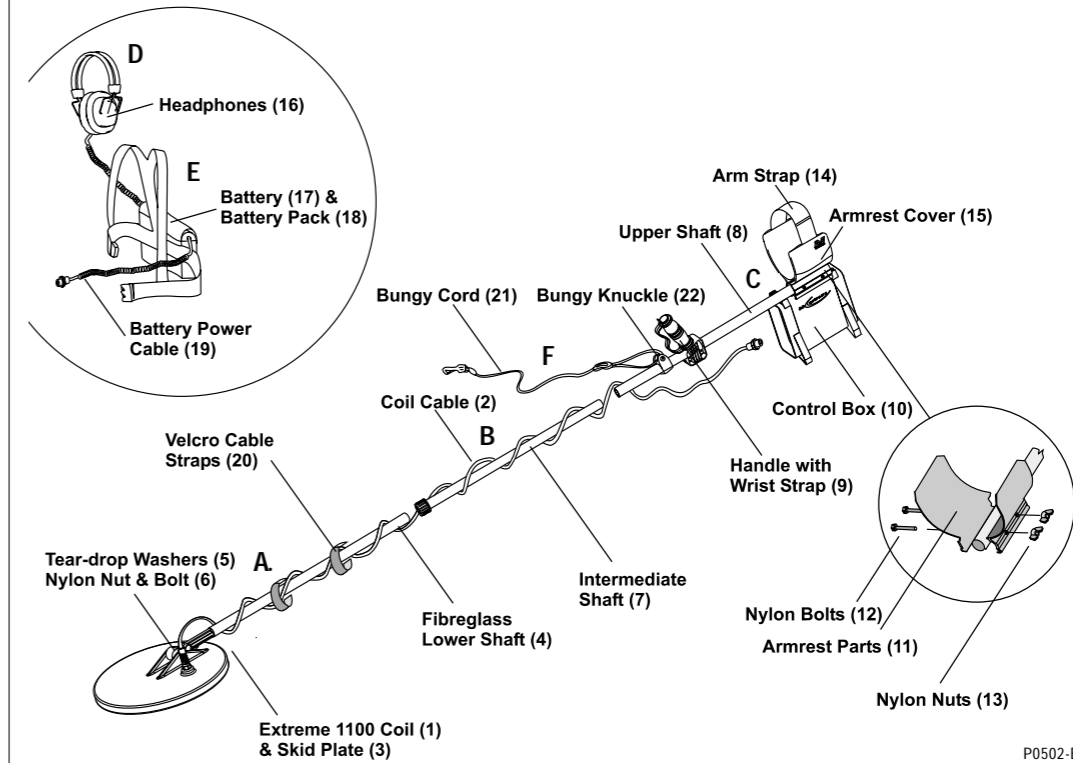 D
Headphones (16)
E
Battery (17) &
Battery Pack (18)
Battery Power
Cable (19)
Arm Strap (14)
Armrest Cover (15)
Upper Shaft (8)
C
Bungy Cord (21)
Bungy Knuckle (22)
F
Coil Cable (2)
B
Control Box (10)
Velcro Cable
Straps (20)
Handle with
Wrist Strap (9)
A.
Tear-drop Washers (5)
Nylon Nut & Bolt (6)
Intermediate
Shaft (7)
Fibreglass
Lower Shaft (4)
Nylon Bolts (12)
Armrest Parts (11)
Nylon Nuts (13)
Extreme 1100 Coil (1)
& Skid Plate (3)